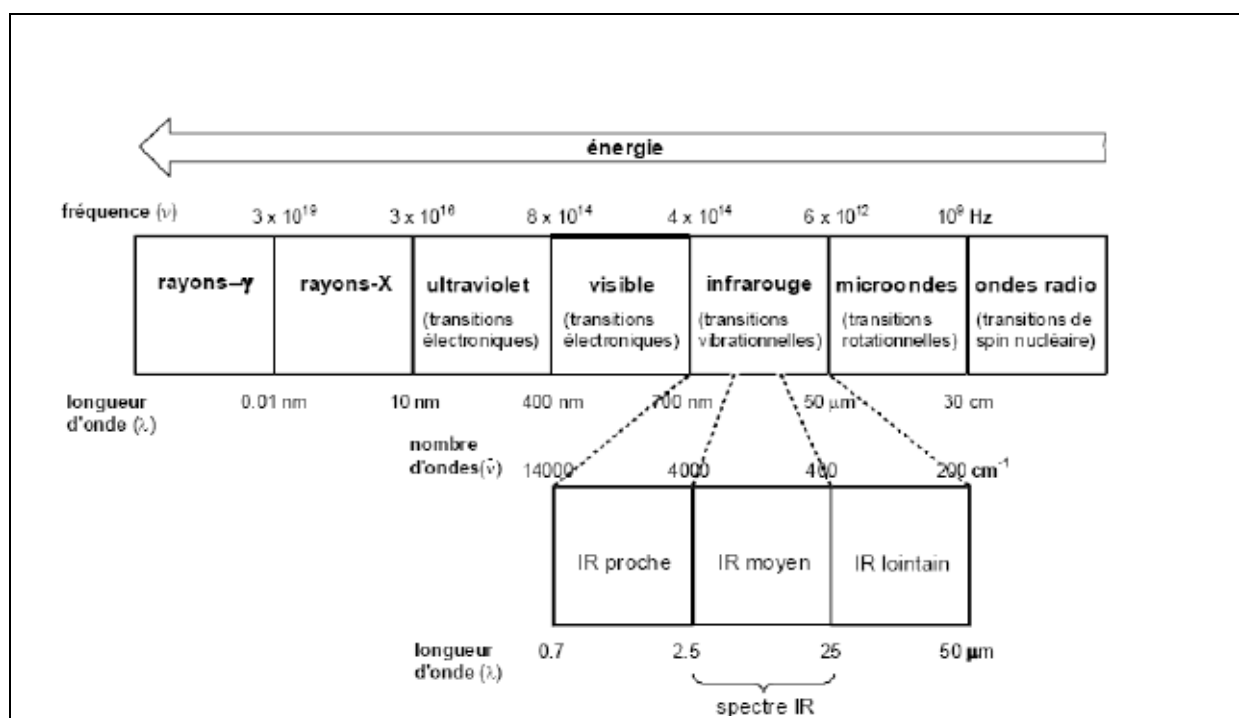 énergie
fréquence (ν) 3 x 10¹⁹ 3 x 10¹⁶ 8 x 10¹⁴ 4 x 10¹⁴ 6 x 10¹² 10⁹ Hz
rayons–γ rayons-X ultraviolet visible infrarouge microondes ondes radio
(transitions (transitions (transitions (transitions (transitions de
électroniques) électroniques) vibrationnelles) rotationnelles) spin nucléaire)
longueur 0.01 nm 10 nm 400 nm 700 nm 50 μm 30 cm
d'onde (λ)
nombre
d'ondes(ν̄) 14000 4000 400 200 cm⁻¹
IR proche IR moyen IR lointain
longueur 0.7 2.5 25 50 μm
d'onde (λ)
spectre IR